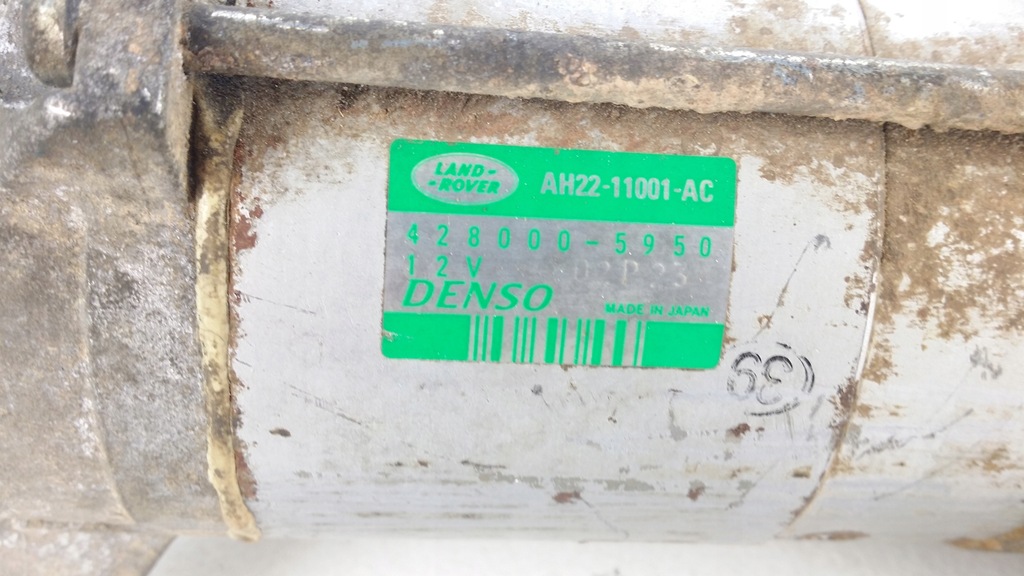 LAND-
-ROVER
AH22-11001-AC
428000-5950
12V
DENSO
MADE IN JAPAN